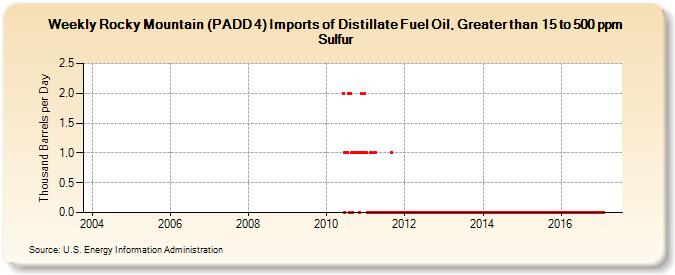 Weekly Rocky Mountain (PADD 4) Imports of Distillate Fuel Oil, Greater than 15 to 500 ppm
Sulfur
Thousand Barrels per Day
2.5
2.0
1.5
1.0
0.5
0.0
2004 2006 2008 2010 2012 2014 2016
Source: U.S. Energy Information Administration